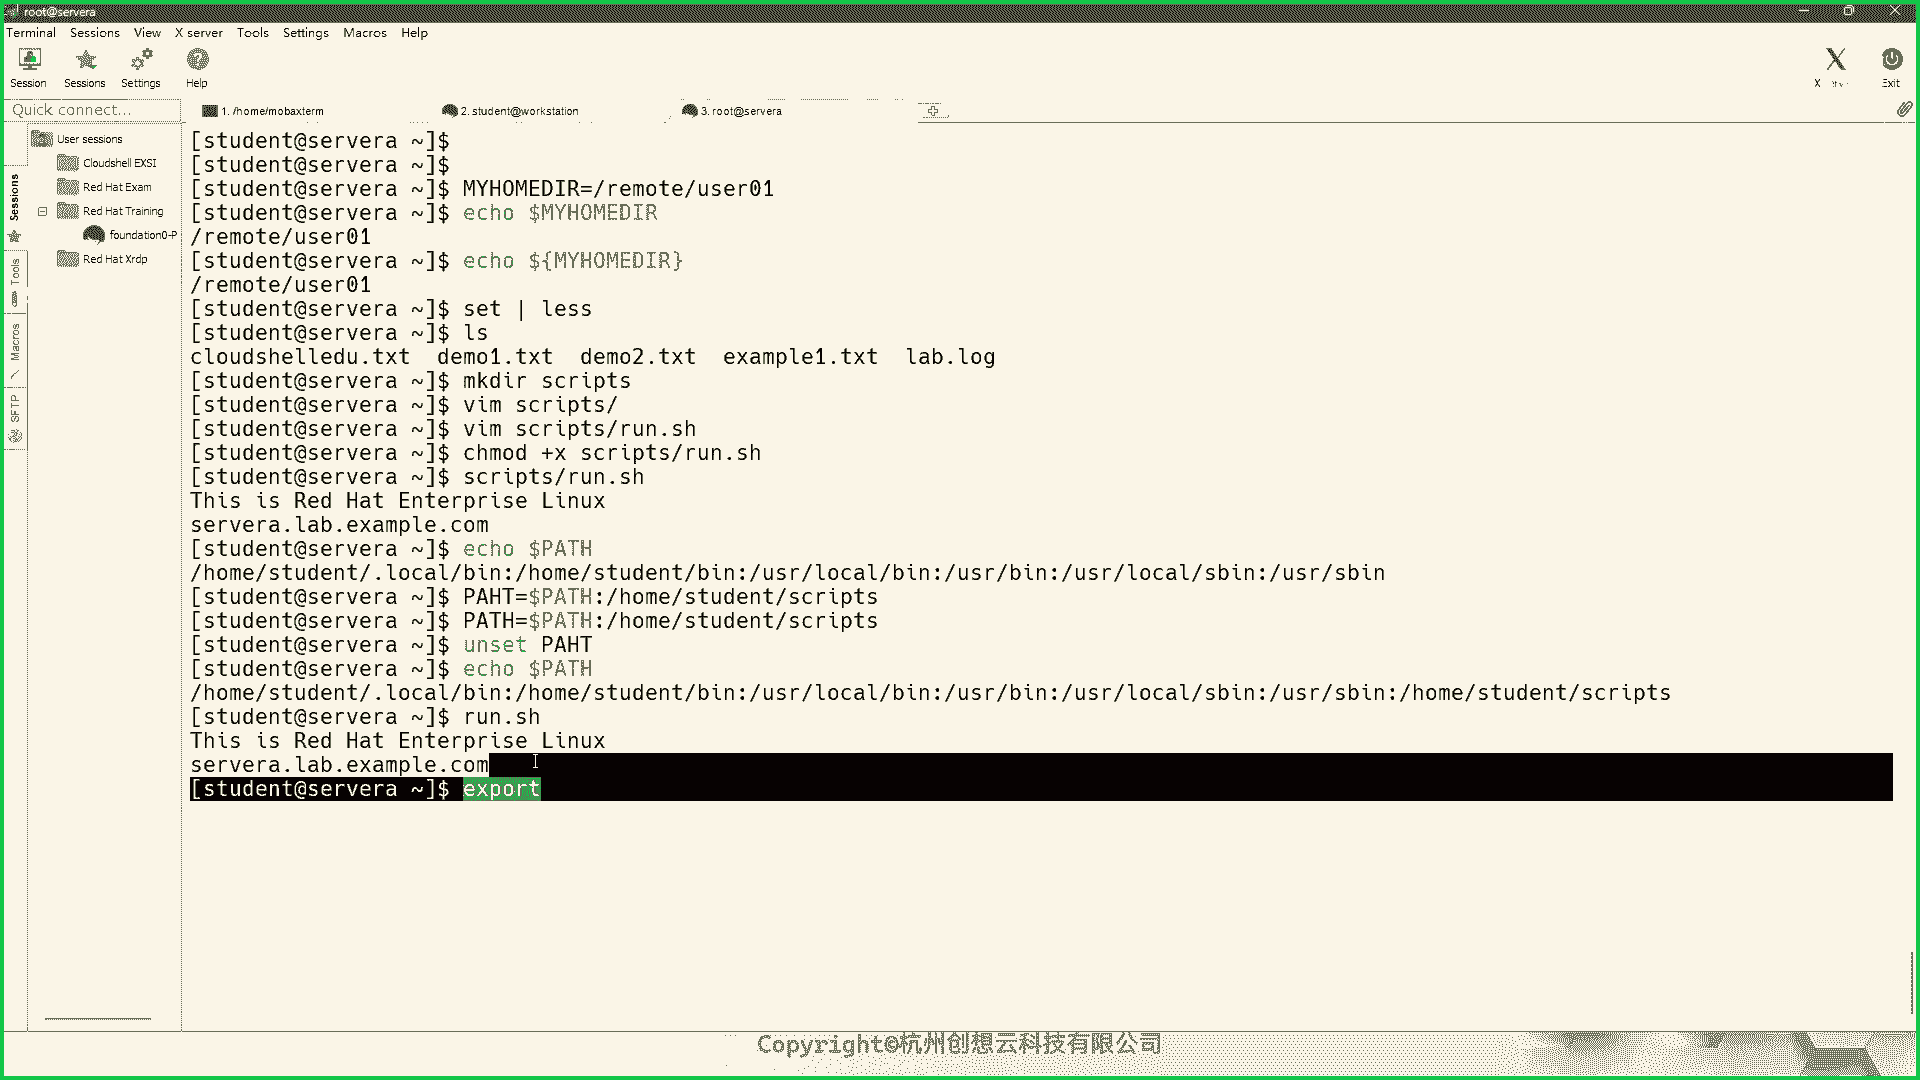 root@servera
Terminal Sessions View X server Tools Settings Macros Help
Session Sessions Settings Help
X Exit
Quick connect...
1. /home/mobaxterm 2. student@workstation 3. root@servera
User sessions
Cloudshell EXSI
Red Hat Exam
Red Hat Training
foundation0-P
Red Hat Xrdp
Sessions
Tools
Macros
SFTP
[student@servera ~]$
[student@servera ~]$
[student@servera ~]$ MYHOMEDIR=/remote/user01
[student@servera ~]$ echo $MYHOMEDIR
/remote/user01
[student@servera ~]$ echo ${MYHOMEDIR}
/remote/user01
[student@servera ~]$ set | less
[student@servera ~]$ ls
cloudshelledu.txt demo1.txt demo2.txt example1.txt lab.log
[student@servera ~]$ mkdir scripts
[student@servera ~]$ vim scripts/
[student@servera ~]$ vim scripts/run.sh
[student@servera ~]$ chmod +x scripts/run.sh
[student@servera ~]$ scripts/run.sh
This is Red Hat Enterprise Linux
servera.lab.example.com
[student@servera ~]$ echo $PATH
/home/student/.local/bin:/home/student/bin:/usr/local/bin:/usr/bin:/usr/local/sbin:/usr/sbin
[student@servera ~]$ PAHT=$PATH:/home/student/scripts
[student@servera ~]$ PATH=$PATH:/home/student/scripts
[student@servera ~]$ unset PAHT
[student@servera ~]$ echo $PATH
/home/student/.local/bin:/home/student/bin:/usr/local/bin:/usr/bin:/usr/local/sbin:/usr/sbin:/home/student/scripts
[student@servera ~]$ run.sh
This is Red Hat Enterprise Linux
servera.lab.example.com
[student@servera ~]$ export
Copyright©杭州创想云科技有限公司